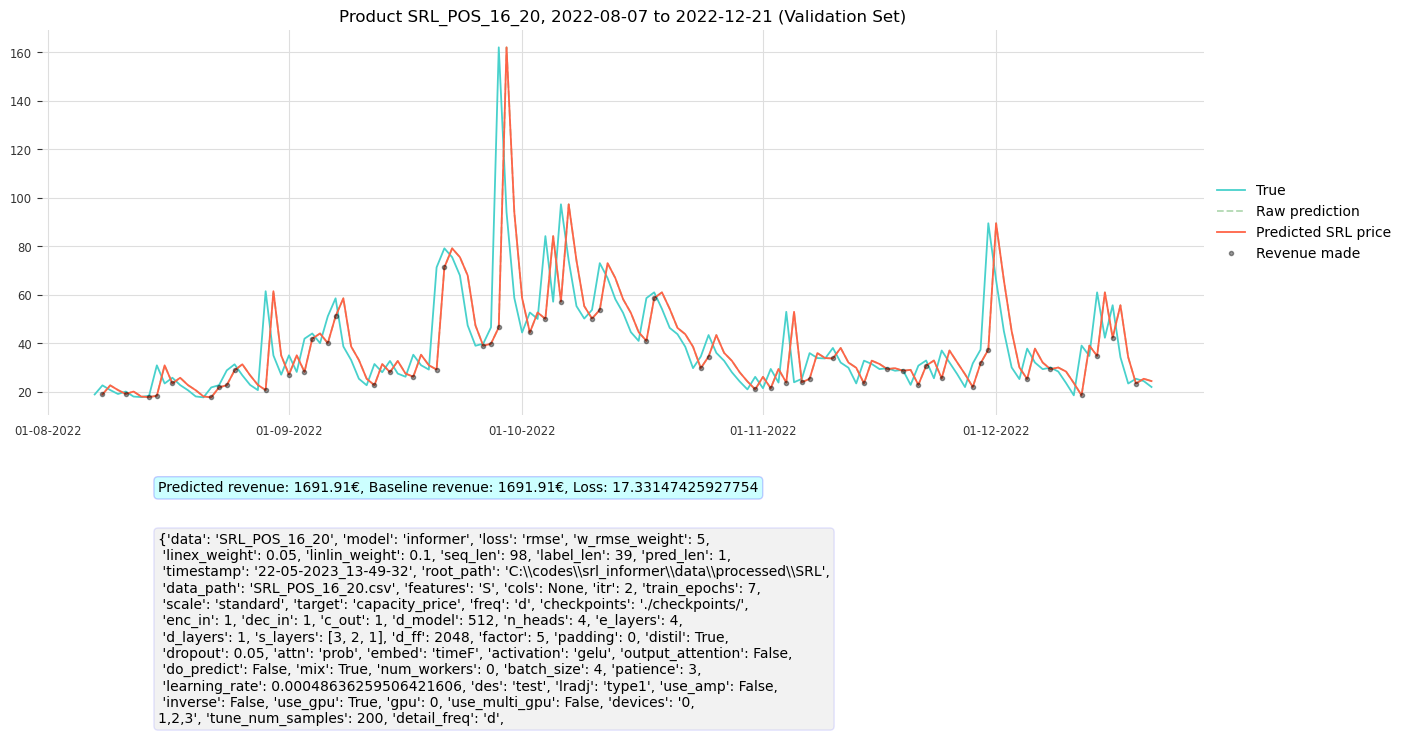 Product SRL_POS_16_20, 2022-08-07 to 2022-12-21 (Validation Set)
160
140
120
100
80
60
40
20
01-08-2022
01-09-2022
01-10-2022
01-11-2022
01-12-2022
True
Raw prediction
Predicted SRL price
Revenue made
Predicted revenue: 1691.91€, Baseline revenue: 1691.91€, Loss: 17.33147425927754
{'data': 'SRL_POS_16_20', 'model': 'informer', 'loss': 'rmse', 'w_rmse_weight': 5,
'linex_weight': 0.05, 'linlin_weight': 0.1, 'seq_len': 98, 'label_len': 39, 'pred_len': 1,
'timestamp': '22-05-2023_13-49-32', 'root_path': 'C:\\codes\\srl_informer\\data\\processed\\SRL',
'data_path': 'SRL_POS_16_20.csv', 'features': 'S', 'cols': None, 'itr': 2, 'train_epochs': 7,
'scale': 'standard', 'target': 'capacity_price', 'freq': 'd', 'checkpoints': './checkpoints/',
'enc_in': 1, 'dec_in': 1, 'c_out': 1, 'd_model': 512, 'n_heads': 4, 'e_layers': 4,
'd_layers': 1, 's_layers': [3, 2, 1], 'd_ff': 2048, 'factor': 5, 'padding': 0, 'distil': True,
'dropout': 0.05, 'attn': 'prob', 'embed': 'timeF', 'activation': 'gelu', 'output_attention': False,
'do_predict': False, 'mix': True, 'num_workers': 0, 'batch_size': 4, 'patience': 3,
'learning_rate': 0.00048636259506421606, 'des': 'test', 'lradj': 'type1', 'use_amp': False,
'inverse': False, 'use_gpu': True, 'gpu': 0, 'use_multi_gpu': False, 'devices': '0,
1,2,3', 'tune_num_samples': 200, 'detail_freq': 'd',